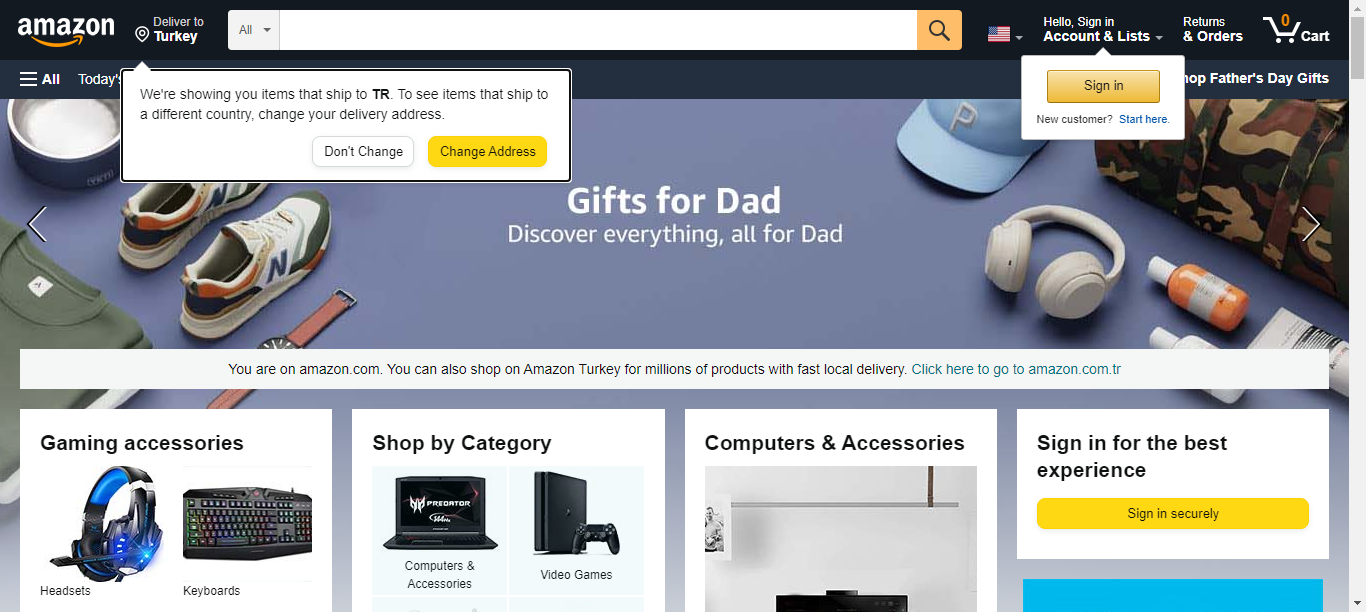 amazon
Deliver to
Turkey
All
Hello, Sign in
Account & Lists
Returns
& Orders
0
Cart
All
Today's
Shop Father's Day Gifts
We're showing you items that ship to TR. To see items that ship to
a different country, change your delivery address.
Don't Change
Change Address
Sign in
New customer? Start here.
P
N
Gifts for Dad
Discover everything, all for Dad
You are on amazon.com. You can also shop on Amazon Turkey for millions of products with fast local delivery. Click here to go to amazon.com.tr
Gaming accessories
Headsets
Keyboards
Shop by Category
PREDATOR
Computers &
Accessories
Video Games
Computers & Accessories
Sign in for the best
experience
Sign in securely